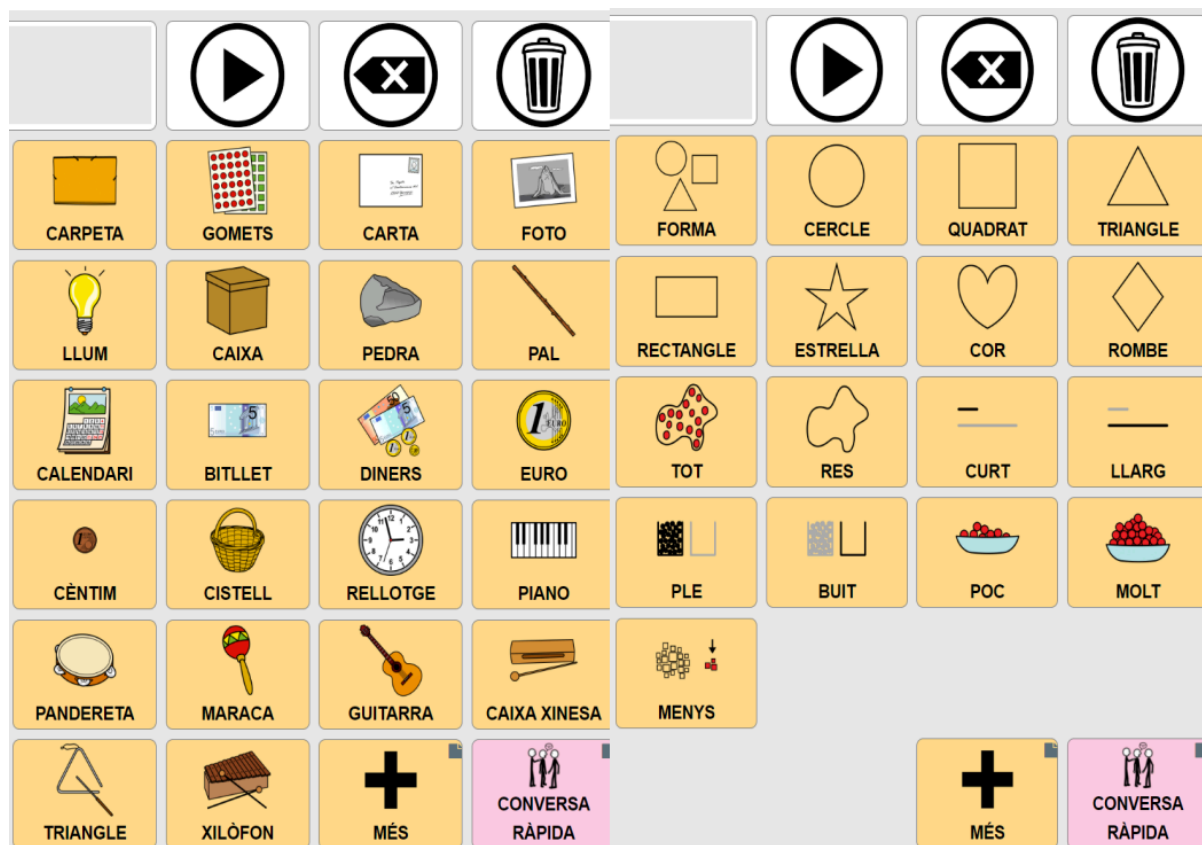 CARPETA
GOMETS
CARTA
FOTO
LLUM
CAIXA
PEDRA
PAL
CALENDARI
BITLLET
DINERS
EURO
CÈNTIM
CISTELL
RELLOTGE
PIANO
PANDERETA
MARACA
GUITARRA
CAIXA XINESA
TRIANGLE
XILÒFON
MÉS
CONVERSA
RÀPIDA
FORMA
CERCLE
QUADRAT
TRIANGLE
RECTANGLE
ESTRELLA
COR
ROMBE
TOT
RES
CURT
LLARG
PLE
BUIT
POC
MOLT
MENYS
MÉS
CONVERSA
RÀPIDA